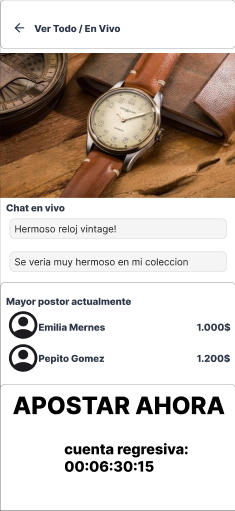 Ver Todo / En Vivo
Chat en vivo
Hermoso reloj vintage!
Se veria muy hermoso en mi coleccion
Mayor postor actualmente
Emilia Mernes 1.000$
Pepito Gomez 1.200$
APOSTAR AHORA
cuenta regresiva:
00:06:30:15